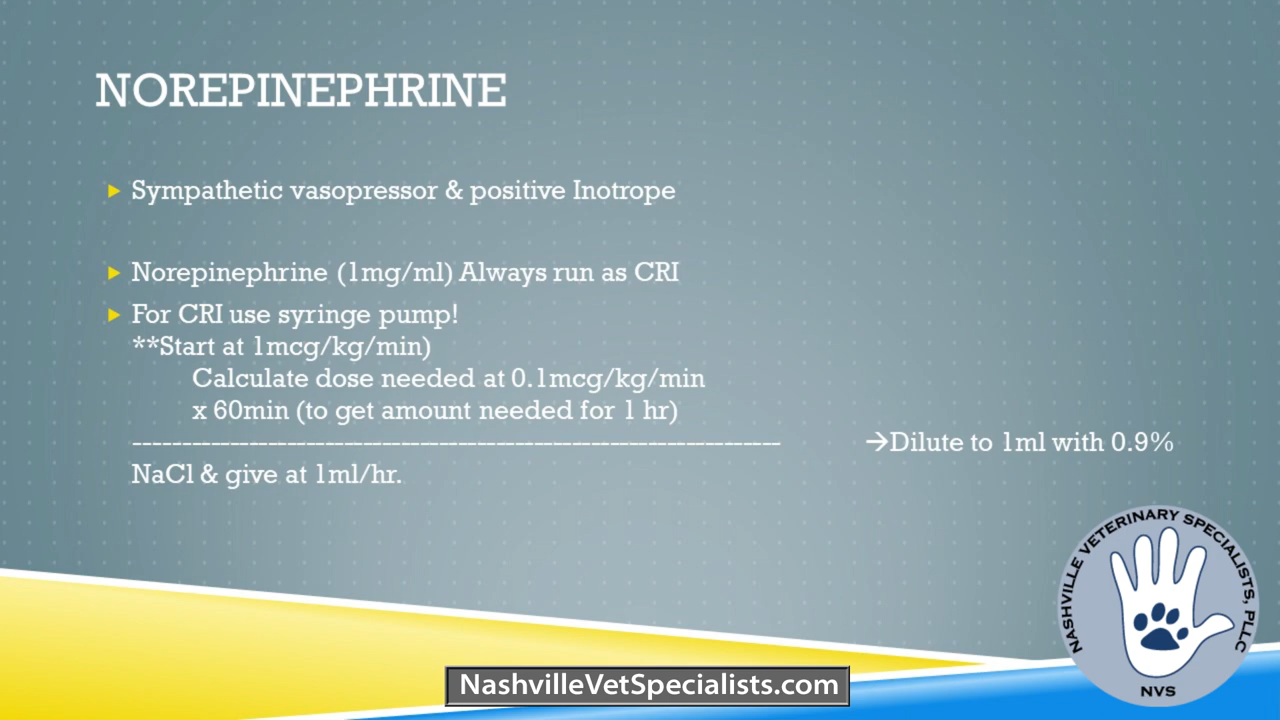 NOREPINEPHRINE
Sympathetic vasopressor & positive Inotrope
Norepinephrine (1mg/ml) Always run as CRI
For CRI use syringe pump!
**Start at 1mcg/kg/min)
Calculate dose needed at 0.1mcg/kg/min
x 60min (to get amount needed for 1 hr)
----------------------------------------------------------------------------------- →Dilute to 1ml with 0.9%
NaCl & give at 1ml/hr.
NASHVILLE VETERINARY SPECIALISTS, PLLC
NVS
NashvilleVetSpecialists.com